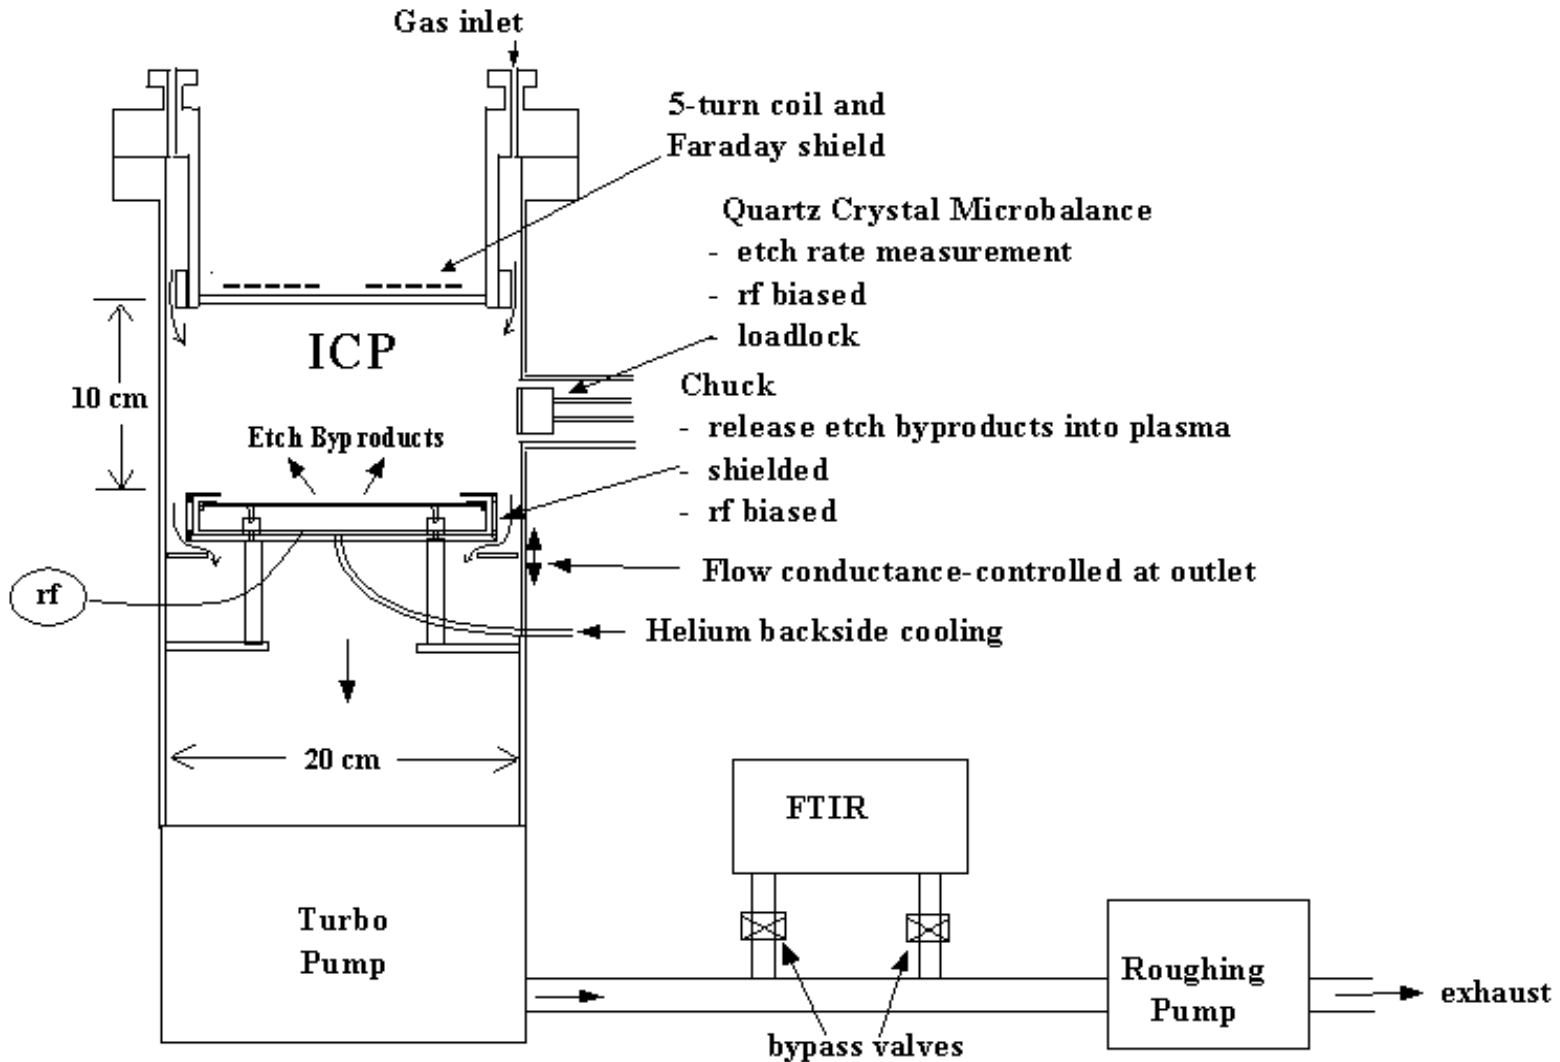 Gas inlet
5-turn coil and
Faraday shield
Quartz Crystal Microbalance
- etch rate measurement
- rf biased
- loadlock
ICP
10 cm
Chuck
- release etch byproducts into plasma
- shielded
- rf biased
Etch Byproducts
Flow conductance-controlled at outlet
rf
Helium backside cooling
20 cm
FTIR
Turbo
Pump
Roughing
Pump
exhaust
bypass valves